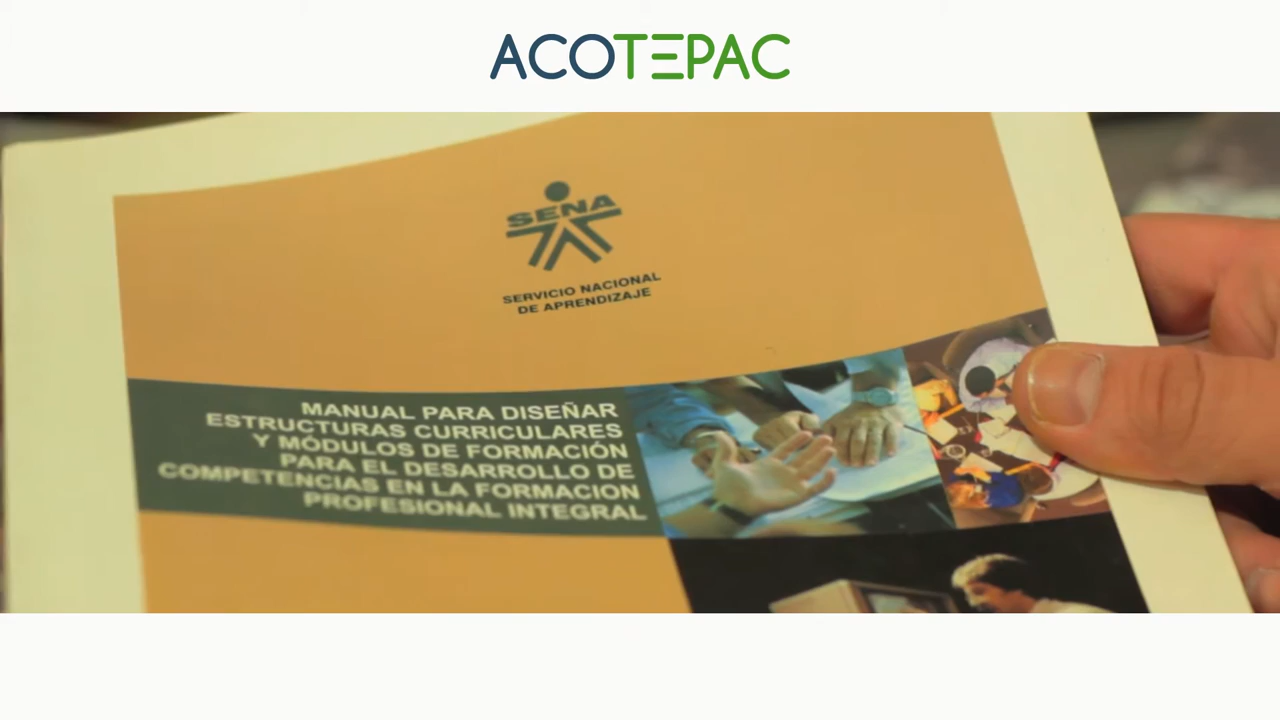 ACOTEPAC
SENA
SERVICIO NACIONAL
DE APRENDIZAJE
MANUAL PARA DISEÑAR
ESTRUCTURAS CURRICULARES
Y MÓDULOS DE FORMACIÓN
PARA EL DESARROLLO DE
COMPETENCIAS EN LA FORMACION
PROFESIONAL INTEGRAL